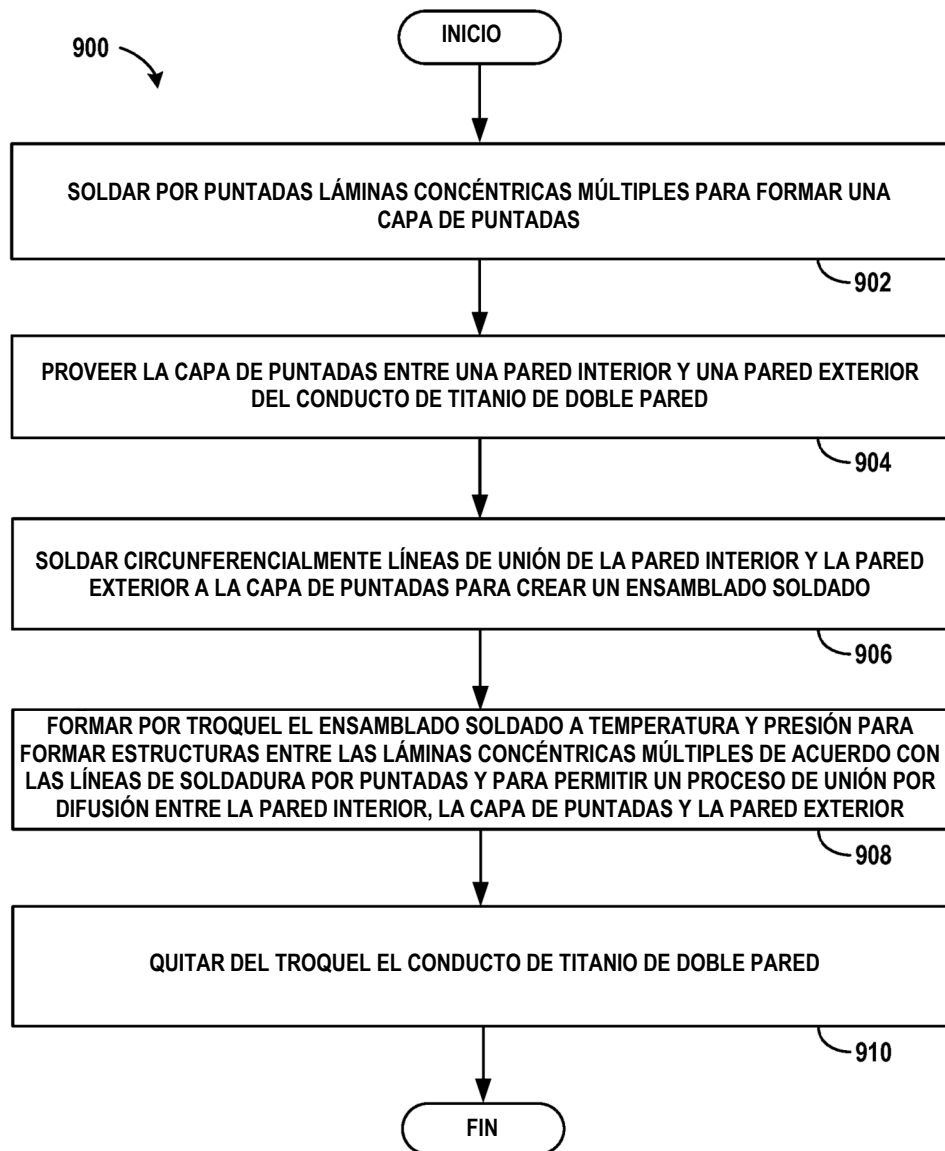 900
INICIO
SOLDAR POR PUNTADAS LÁMINAS CONCÉNTRICAS MÚLTIPLES PARA FORMAR UNA
CAPA DE PUNTADAS
902
PROVEER LA CAPA DE PUNTADAS ENTRE UNA PARED INTERIOR Y UNA PARED EXTERIOR
DEL CONDUCTO DE TITANIO DE DOBLE PARED
904
SOLDAR CIRCUNFERENCIALMENTE LÍNEAS DE UNIÓN DE LA PARED INTERIOR Y LA PARED
EXTERIOR A LA CAPA DE PUNTADAS PARA CREAR UN ENSAMBLADO SOLDADO
906
FORMAR POR TROQUEL EL ENSAMBLADO SOLDADO A TEMPERATURA Y PRESIÓN PARA
FORMAR ESTRUCTURAS ENTRE LAS LÁMINAS CONCÉNTRICAS MÚLTIPLES DE ACUERDO CON
LAS LÍNEAS DE SOLDADURA POR PUNTADAS Y PARA PERMITIR UN PROCESO DE UNIÓN POR
DIFUSIÓN ENTRE LA PARED INTERIOR, LA CAPA DE PUNTADAS Y LA PARED EXTERIOR
908
QUITAR DEL TROQUEL EL CONDUCTO DE TITANIO DE DOBLE PARED
910
FIN